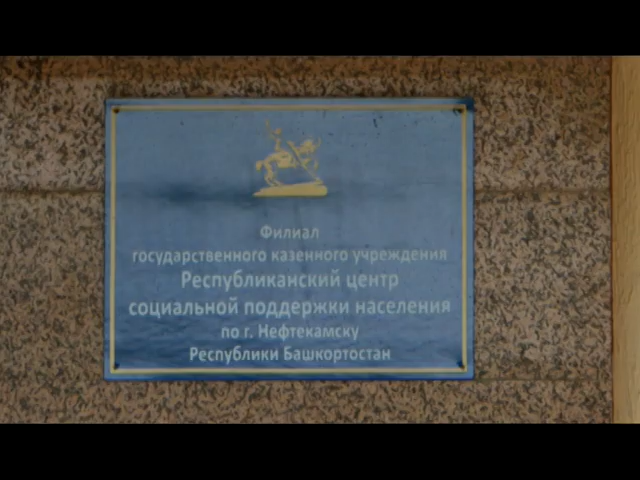 Филиал
государственного казенного учреждения
Республиканский центр
социальной поддержки населения
по г. Нефтекамску
Республики Башкортостан